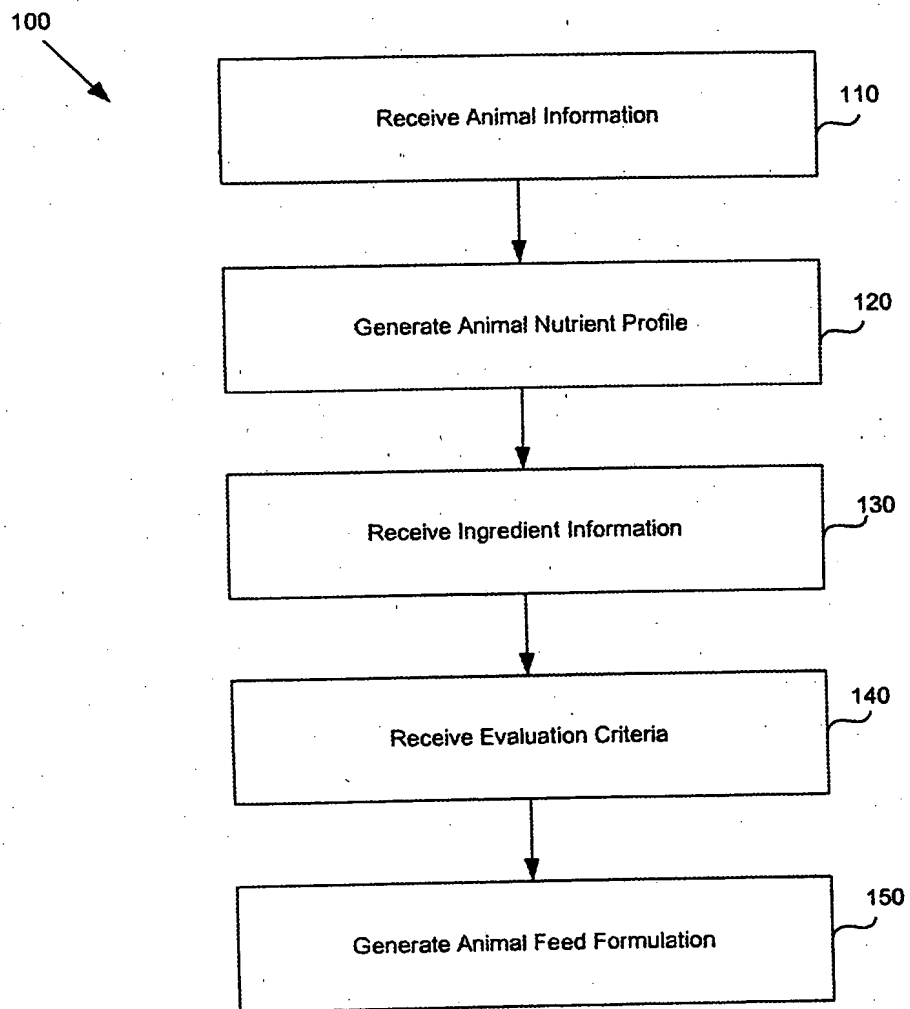 100
Receive Animal Information
110
Generate Animal Nutrient Profile
120
Receive Ingredient Information
130
Receive Evaluation Criteria
140
Generate Animal Feed Formulation
150